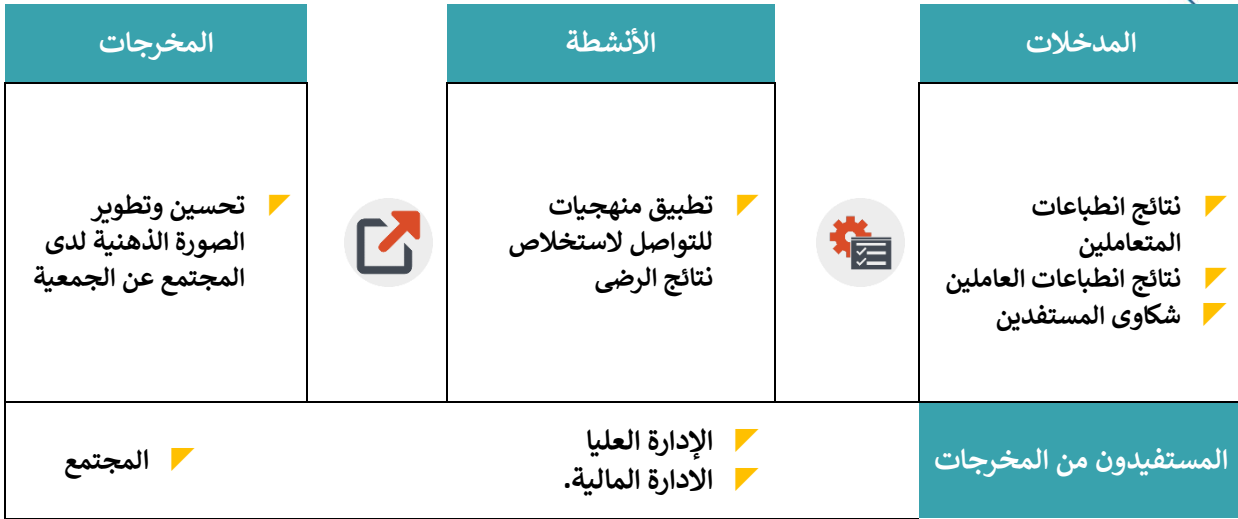 المدخلات
نتائج انطباعات
المتعاملين
نتائج انطباعات العاملين
شكاوى المستفدين
الأنشطة
تطبيق منهجيات
للتواصل لاستخلاص
نتائج الرضى
المخرجات
تحسين وتطوير
الصورة الذهنية لدى
المجتمع عن الجمعية
المستفيدون من المخرجات
الإدارة العليا
الادارة المالية.
المجتمع